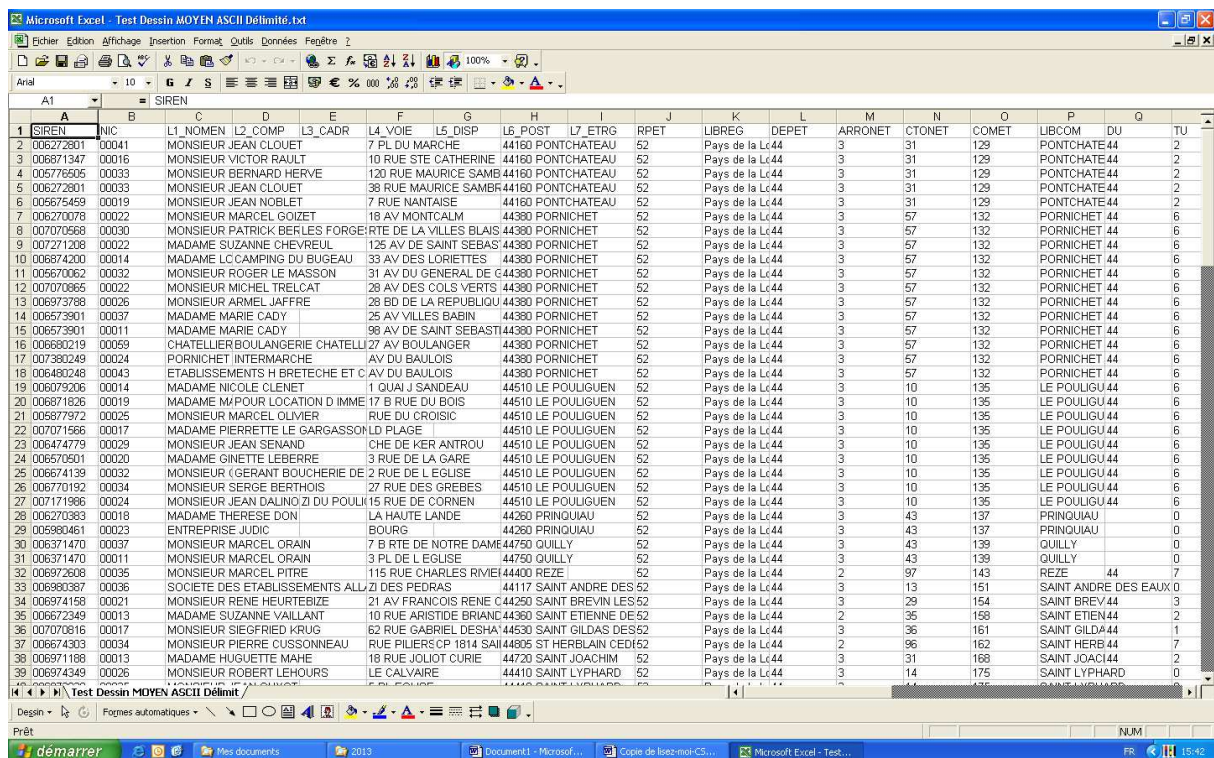 Microsoft Excel - Test Dessin MOYEN ASCII Délimité.txt
Fichier Edition Affichage Insertion Format Outils Données Fenêtre ?
100%
Arial 10 G I S € % 000
A1 = SIREN
A B C D E F G H I J K L M N O P Q T
1 SIREN NIC L1_NOMEN L2_COMP L3_CADR L4_VOIE L5_DISP L6_POST L7_ETRG RPET LIBREG DEPET ARRONET CTONET COMET LIBCOM DU TU
2 006272801 00041 MONSIEUR JEAN CLOUET 7 PL DU MARCHE 44160 PONTCHATEAU 52 Pays de la Lo 44 3 31 129 PONTCHATE 44 2
3 006871347 00016 MONSIEUR VICTOR RAULT 10 RUE STE CATHERINE 44160 PONTCHATEAU 52 Pays de la Lo 44 3 31 129 PONTCHATE 44 2
4 005776505 00033 MONSIEUR BERNARD HERVE 120 RUE MAURICE SAMB 44160 PONTCHATEAU 52 Pays de la Lo 44 3 31 129 PONTCHATE 44 2
5 006272801 00033 MONSIEUR JEAN CLOUET 38 RUE MAURICE SAMBR 44160 PONTCHATEAU 52 Pays de la Lo 44 3 31 129 PONTCHATE 44 2
6 005675459 00019 MONSIEUR JEAN NOBLET 7 RUE NANTAISE 44160 PONTCHATEAU 52 Pays de la Lo 44 3 31 129 PONTCHATE 44 2
7 006270078 00022 MONSIEUR MARCEL GOIZET 18 AV MONTCALM 44380 PORNICHET 52 Pays de la Lo 44 3 57 132 PORNICHET 44 6
8 007070568 00030 MONSIEUR PATRICK BER LES FORGES RTE DE LA VILLES BLAIS 44380 PORNICHET 52 Pays de la Lo 44 3 57 132 PORNICHET 44 6
9 007271208 00022 MADAME SUZANNE CHEVREUL 125 AV DE SAINT SEBAS 44380 PORNICHET 52 Pays de la Lo 44 3 57 132 PORNICHET 44 6
10 006874200 00014 MADAME LO CAMPING DU BUGEAU 33 AV DES LORIETTES 44380 PORNICHET 52 Pays de la Lo 44 3 57 132 PORNICHET 44 6
11 005670062 00032 MONSIEUR ROGER LE MASSON 31 AV DU GENERAL DE G 44380 PORNICHET 52 Pays de la Lo 44 3 57 132 PORNICHET 44 6
12 007070865 00022 MONSIEUR MICHEL TRELCAT 28 AV DES COLS VERTS 44380 PORNICHET 52 Pays de la Lo 44 3 57 132 PORNICHET 44 6
13 006973788 00026 MONSIEUR ARMEL JAFFRE 28 BD DE LA REPUBLIQU 44380 PORNICHET 52 Pays de la Lo 44 3 57 132 PORNICHET 44 6
14 006573901 00037 MADAME MARIE CADY 25 AV VILLES BABIN 44380 PORNICHET 52 Pays de la Lo 44 3 57 132 PORNICHET 44 6
15 006573901 00011 MADAME MARIE CADY 98 AV DE SAINT SEBASTI 44380 PORNICHET 52 Pays de la Lo 44 3 57 132 PORNICHET 44 6
16 006680219 00059 CHATELLIER BOULANGERIE CHATELLI 27 AV BOULANGER 44380 PORNICHET 52 Pays de la Lo 44 3 57 132 PORNICHET 44 6
17 007380249 00024 PORNICHET INTERMARCHE AV DU BAULOIS 44380 PORNICHET 52 Pays de la Lo 44 3 57 132 PORNICHET 44 6
18 006480248 00043 ETABLISSEMENTS H BRETECHE ET C AV DU BAULOIS 44380 PORNICHET 52 Pays de la Lo 44 3 57 132 PORNICHET 44 6
19 006079206 00014 MADAME NICOLE CLENET 1 QUAI J SANDEAU 44510 LE POULIGUEN 52 Pays de la Lo 44 3 10 135 LE POULIGU 44 6
20 006871826 00019 MADAME MA POUR LOCATION D IMME 17 B RUE DU BOIS 44510 LE POULIGUEN 52 Pays de la Lo 44 3 10 135 LE POULIGU 44 6
21 005877972 00025 MONSIEUR MARCEL OLIVIER RUE DU CROISIC 44510 LE POULIGUEN 52 Pays de la Lo 44 3 10 135 LE POULIGU 44 6
22 007071566 00017 MADAME PIERRETTE LE GARGASSON LD PLAGE 44510 LE POULIGUEN 52 Pays de la Lo 44 3 10 135 LE POULIGU 44 6
23 006474779 00029 MONSIEUR JEAN SENAND CHE DE KER ANTROU 44510 LE POULIGUEN 52 Pays de la Lo 44 3 10 135 LE POULIGU 44 6
24 006570501 00020 MADAME GINETTE LEBERRE 3 RUE DE LA GARE 44510 LE POULIGUEN 52 Pays de la Lo 44 3 10 135 LE POULIGU 44 6
25 006674139 00032 MONSIEUR ( GERANT BOUCHERIE DE 2 RUE DE L EGLISE 44510 LE POULIGUEN 52 Pays de la Lo 44 3 10 135 LE POULIGU 44 6
26 006770192 00034 MONSIEUR SERGE BERTHOIS 27 RUE DES GREBES 44510 LE POULIGUEN 52 Pays de la Lo 44 3 10 135 LE POULIGU 44 6
27 007171986 00024 MONSIEUR JEAN DALINO ZI DU POULI 15 RUE DE CORNEN 44510 LE POULIGUEN 52 Pays de la Lo 44 3 10 135 LE POULIGU 44 6
28 006270383 00018 MADAME THERESE DON LA HAUTE LANDE 44260 PRINQUIAU 52 Pays de la Lo 44 3 43 137 PRINQUIAU 0
29 005980461 00023 ENTREPRISE JUDIC BOURG 44260 PRINQUIAU 52 Pays de la Lo 44 3 43 137 PRINQUIAU 0
30 006371470 00037 MONSIEUR MARCEL ORAIN 7 B RTE DE NOTRE DAME 44750 QUILLY 52 Pays de la Lo 44 3 43 139 QUILLY 0
31 006371470 00011 MONSIEUR MARCEL ORAIN 3 PL DE L EGLISE 44750 QUILLY 52 Pays de la Lo 44 3 43 139 QUILLY 0
32 006972608 00035 MONSIEUR MARCEL PITRE 115 RUE CHARLES RIVIE 44400 REZE 52 Pays de la Lo 44 2 97 143 REZE 44 7
33 006980387 00036 SOCIETE DES ETABLISSEMENTS ALL ZI DES PEDRAS 44117 SAINT ANDRE DES 52 Pays de la Lo 44 3 13 151 SAINT ANDRE DES EAUX 0
34 006974158 00021 MONSIEUR RENE HEURTEBIZE 21 AV FRANCOIS RENE C 44250 SAINT BREVIN LES 52 Pays de la Lo 44 3 29 154 SAINT BREV 44 3
35 006672349 00013 MADAME SUZANNE VAILLANT 10 RUE ARISTIDE BRIAND 44360 SAINT ETIENNE DE 52 Pays de la Lo 44 2 35 158 SAINT ETIEN 44 2
36 007070816 00017 MONSIEUR SIEGFRIED KRUG 62 RUE GABRIEL DESHA 44530 SAINT GILDAS DES 52 Pays de la Lo 44 3 36 161 SAINT GILDA 44 1
37 006674303 00034 MONSIEUR PIERRE CUSSONNEAU RUE PILIERS CP 1814 SAI 44805 ST HERBLAIN CEDE 52 Pays de la Lo 44 2 96 162 SAINT HERB 44 7
38 006971188 00013 MADAME HUGUETTE MAHE 18 RUE JOLIOT CURIE 44720 SAINT JOACHIM 52 Pays de la Lo 44 3 31 168 SAINT JOACI 44 2
39 006974349 00026 MONSIEUR ROBERT LEHOURS LE CALVAIRE 44410 SAINT LYPHARD 52 Pays de la Lo 44 3 14 175 SAINT LYPHARD 0
Test Dessin MOYEN ASCII Délimit
Dessin Formes automatiques
Prêt NUM
démarrer Mes documents 2013 Document1 - Microsof... Copie de lisez-moi-CS... Microsoft Excel - Test... FR 15:42